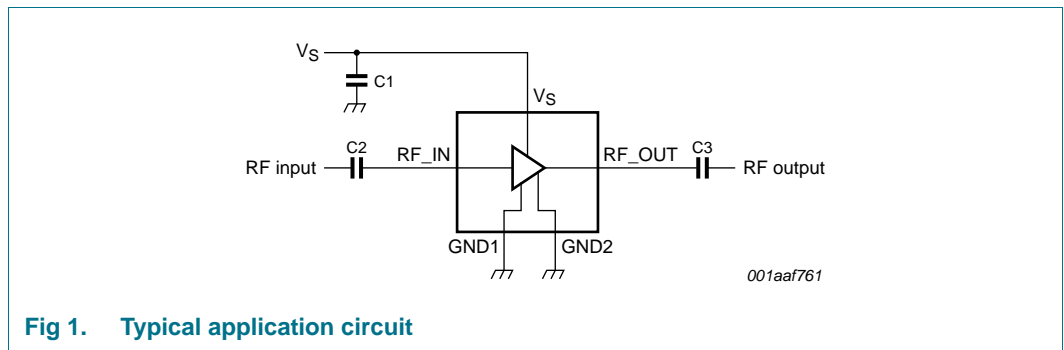 VS
C1
VS
C2
RF_IN
RF_OUT
C3
RF input
RF output
GND1
GND2
001aaf761
Fig 1. Typical application circuit